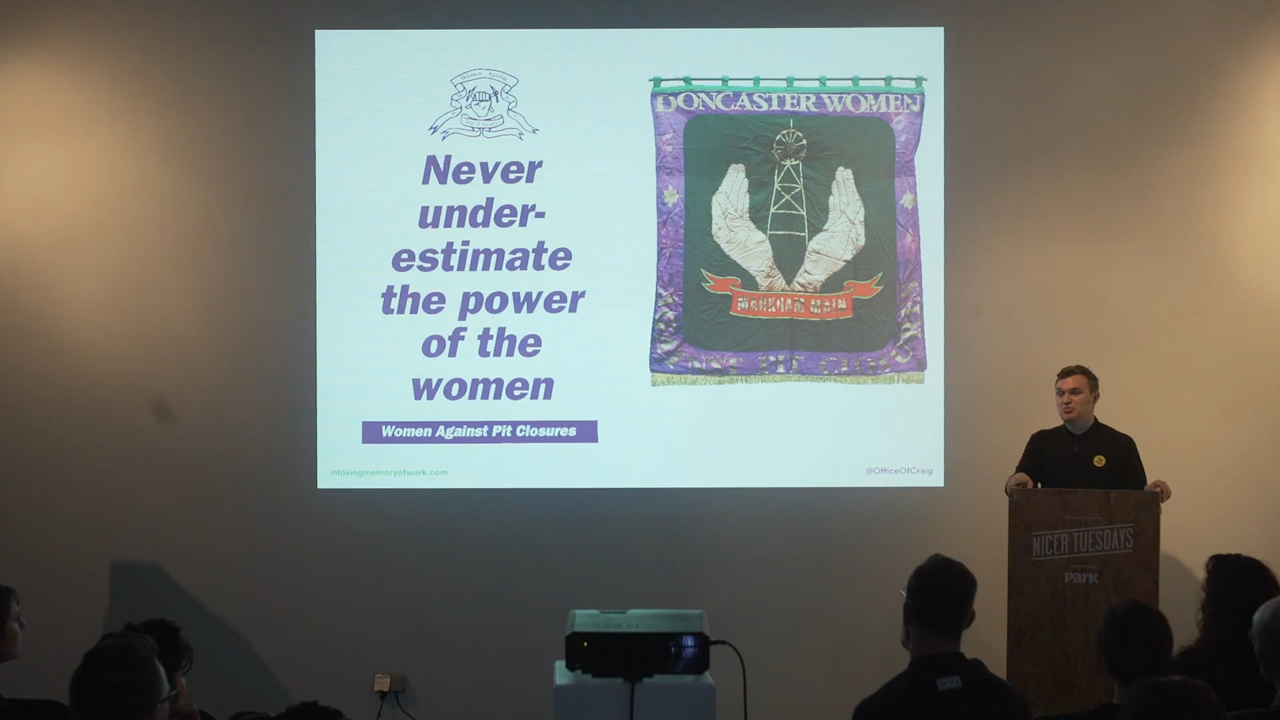 Never
under-
estimate
the power
of the
women
Women Against Pit Closures
inlovingmemoryofwork.com
@OfficeOfCraig
DONCASTER WOMEN
MARKHAM MAIN
PIT
NICER TUESDAYS
Park